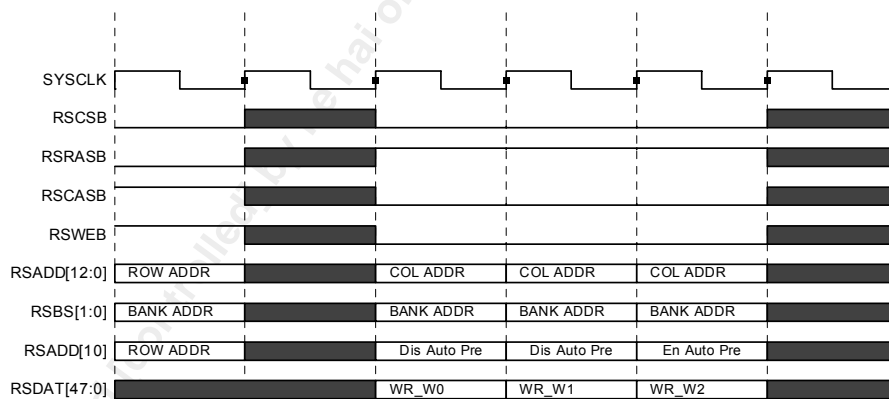 SYSCLK
RSCSB
RSRASB
RSCASB
RSWEB
RSADD[12:0] ROW ADDR COL ADDR COL ADDR COL ADDR
RSBS[1:0] BANK ADDR BANK ADDR BANK ADDR BANK ADDR
RSADD[10] ROW ADDR Dis Auto Pre Dis Auto Pre En Auto Pre
RSDAT[47:0] WR_W0 WR_W1 WR_W2